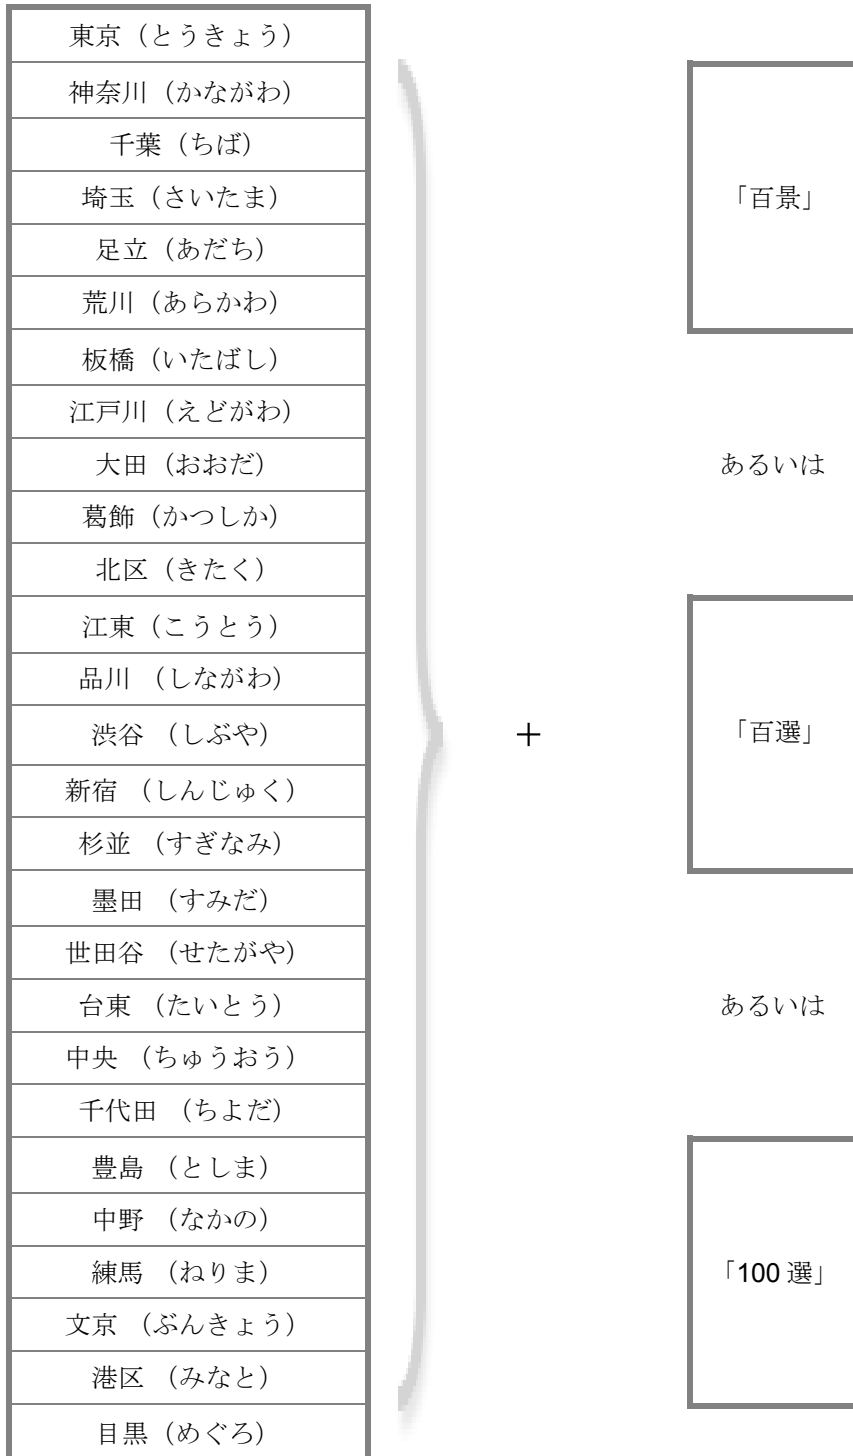 東京（とうきょう）
神奈川（かながわ）
千葉（ちば）
埼玉（さいたま）
足立（あだち）
荒川（あらかわ）
板橋（いたばし）
江戸川（えどがわ）
大田（おおだ）
葛飾（かつしか）
北区（きたく）
江東（こうとう）
品川 （しながわ）
渋谷 （しぶや）
新宿 （しんじゅく）
杉並 （すぎなみ）
墨田 （すみだ）
世田谷 （せたがや）
台東 （たいとう）
中央 （ちゅうおう）
千代田 （ちよだ）
豊島 （としま）
中野 （なかの）
練馬 （ねりま）
文京 （ぶんきょう）
港区 （みなと）
目黒（めぐろ）
＋
「百景」
あるいは
「百選」
あるいは
「100 選」